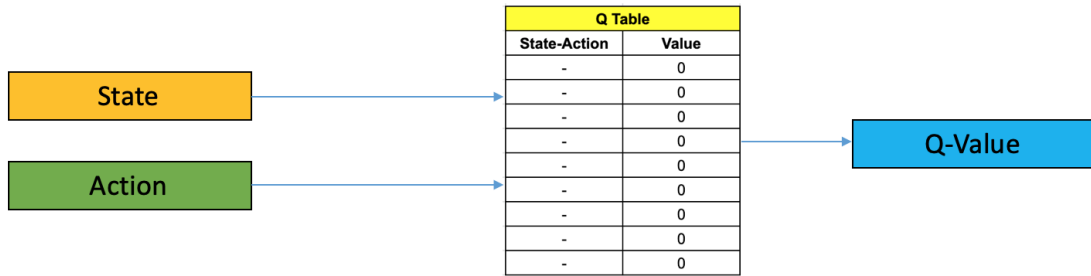 Q Table
State-Action Value
- 0
- 0
- 0
- 0
- 0
- 0
- 0
- 0
- 0
State
Action
Q-Value